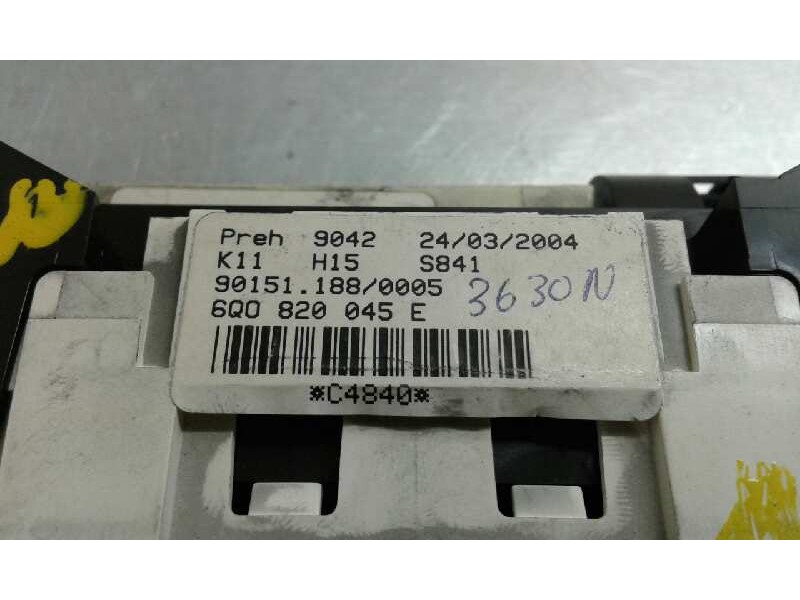 Preh 9042 24/03/2004
K11 H15 S841
90151.188/0005
3630N
6Q0 820 045 E
*C4840*